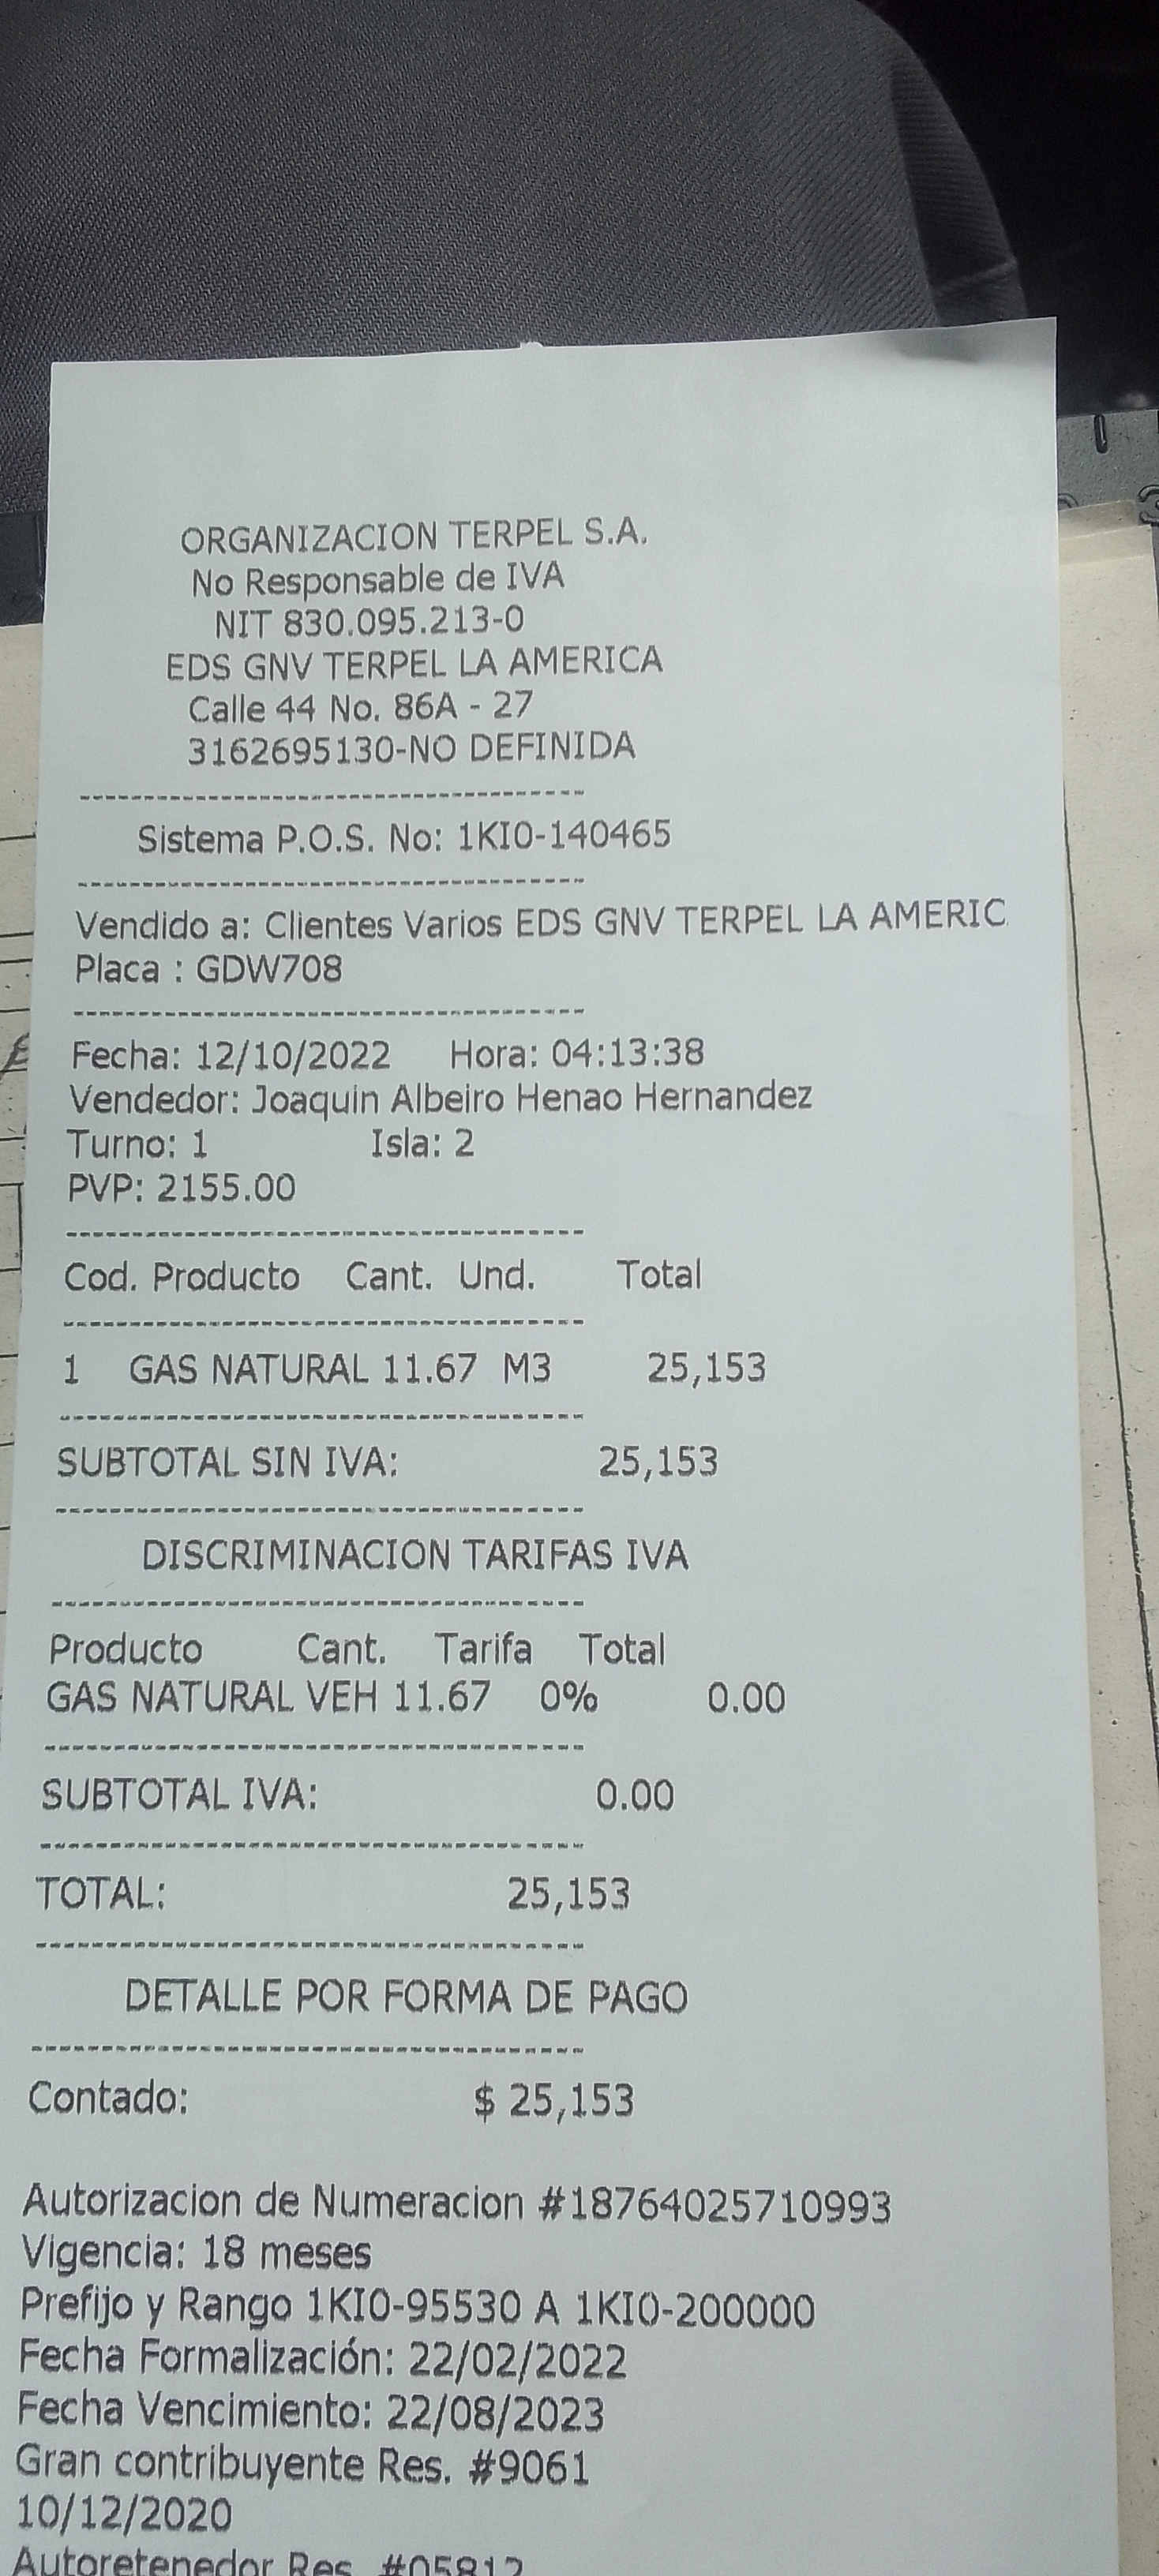 ORGANIZACION TERPEL S.A.
No Responsable de IVA
NIT 830.095.213-0
EDS GNV TERPEL LA AMERICA
Calle 44 No. 86A - 27
3162695130-NO DEFINIDA
------------------------------------
Sistema P.O.S. No: 1KI0-140465
------------------------------------
Vendido a: Clientes Varios EDS GNV TERPEL LA AMERIC
Placa : GDW708
------------------------------------
Fecha: 12/10/2022 Hora: 04:13:38
Vendedor: Joaquin Albeiro Henao Hernandez
Turno: 1 Isla: 2
PVP: 2155.00
------------------------------------
Cod. Producto Cant. Und. Total
------------------------------------
1 GAS NATURAL 11.67 M3 25,153
------------------------------------
SUBTOTAL SIN IVA: 25,153
------------------------------------
DISCRIMINACION TARIFAS IVA
------------------------------------
Producto Cant. Tarifa Total
GAS NATURAL VEH 11.67 0% 0.00
------------------------------------
SUBTOTAL IVA: 0.00
------------------------------------
TOTAL: 25,153
------------------------------------
DETALLE POR FORMA DE PAGO
------------------------------------
Contado: $ 25,153
Autorizacion de Numeracion #18764025710993
Vigencia: 18 meses
Prefijo y Rango 1KI0-95530 A 1KI0-200000
Fecha Formalización: 22/02/2022
Fecha Vencimiento: 22/08/2023
Gran contribuyente Res. #9061
10/12/2020
Autoretenedor Res. #05812